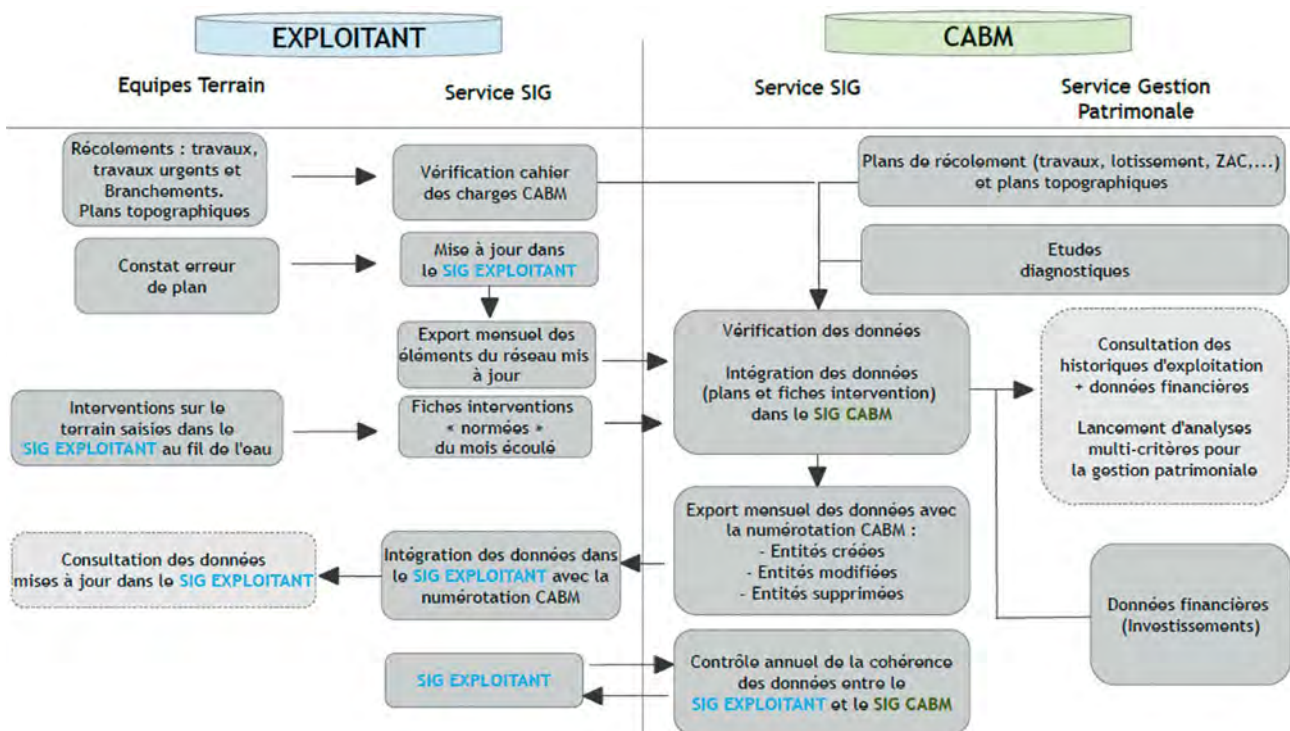 EXPLOITANT
CABM
Equipes Terrain
Service SIG
Service SIG
Service Gestion
Patrimonale
Récolements : travaux,
travaux urgents et
Branchements.
Plans topographiques
Vérification cahier
des charges CABM
Plans de récolement (travaux, lotissement, ZAC,...)
et plans topographiques
Constat erreur
de plan
Mise à jour dans
le SIG EXPLOITANT
Etudes
diagnostiques
Export mensuel des
éléments du réseau mis
à jour
Vérification des données
Intégration des données
(plans et fiches intervention)
dans le SIG CABM
Consultation des
historiques d'exploitation
+ données financières
Lancement d'analyses
multi-critères pour
la gestion patrimoniale
Interventions sur le
terrain saisies dans le
SIG EXPLOITANT au fil de l'eau
Fiches interventions
« normées »
du mois écoulé
Export mensuel des données avec
la numérotation CABM :
- Entités créées
- Entités modifiées
- Entités supprimées
Consultation des données
mises à jour dans le SIG EXPLOITANT
Intégration des données dans
le SIG EXPLOITANT avec la
numérotation CABM
Données financières
(Investissements)
SIG EXPLOITANT
Contrôle annuel de la cohérence
des données entre le
SIG EXPLOITANT et le SIG CABM